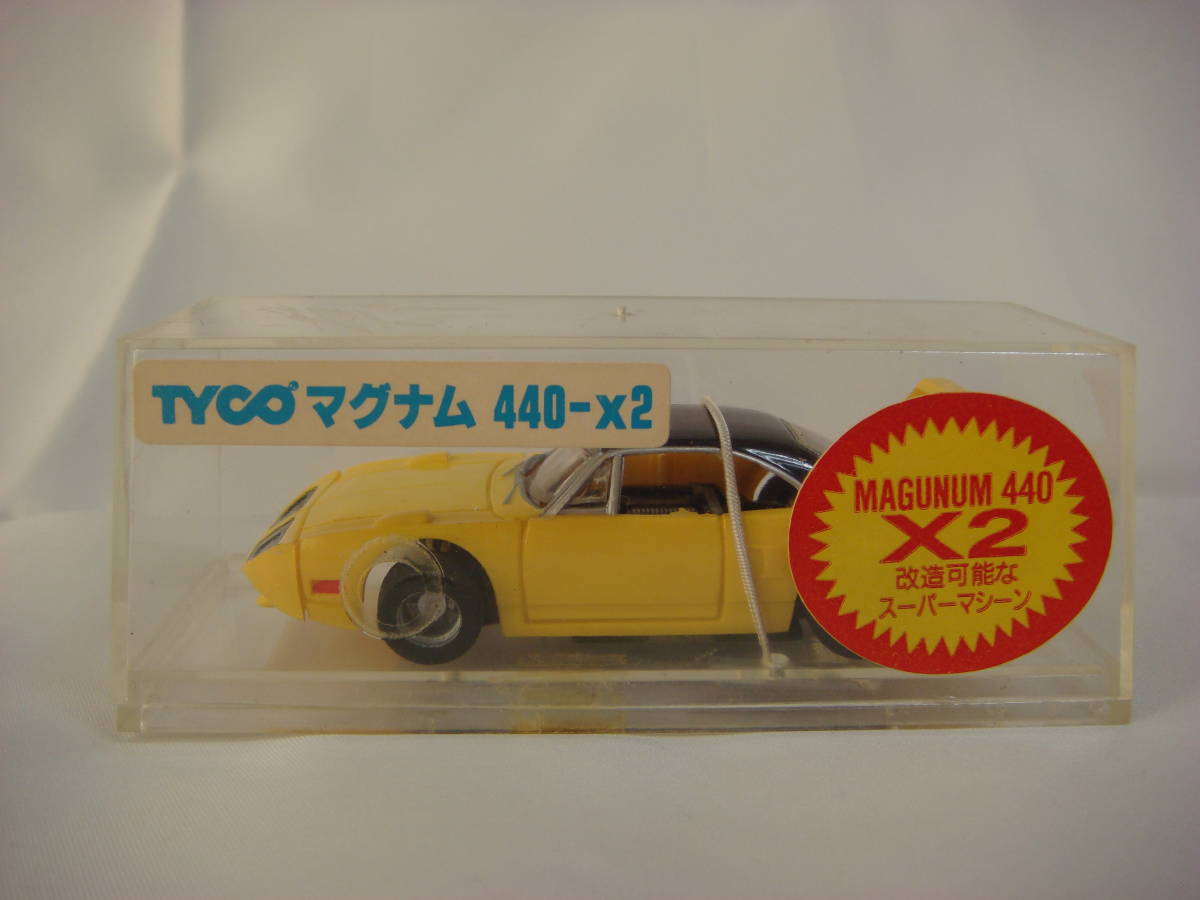 TYCO マグナム 440-x2
MAGUNUM 440
X2
改造可能な
スーパーマシーン